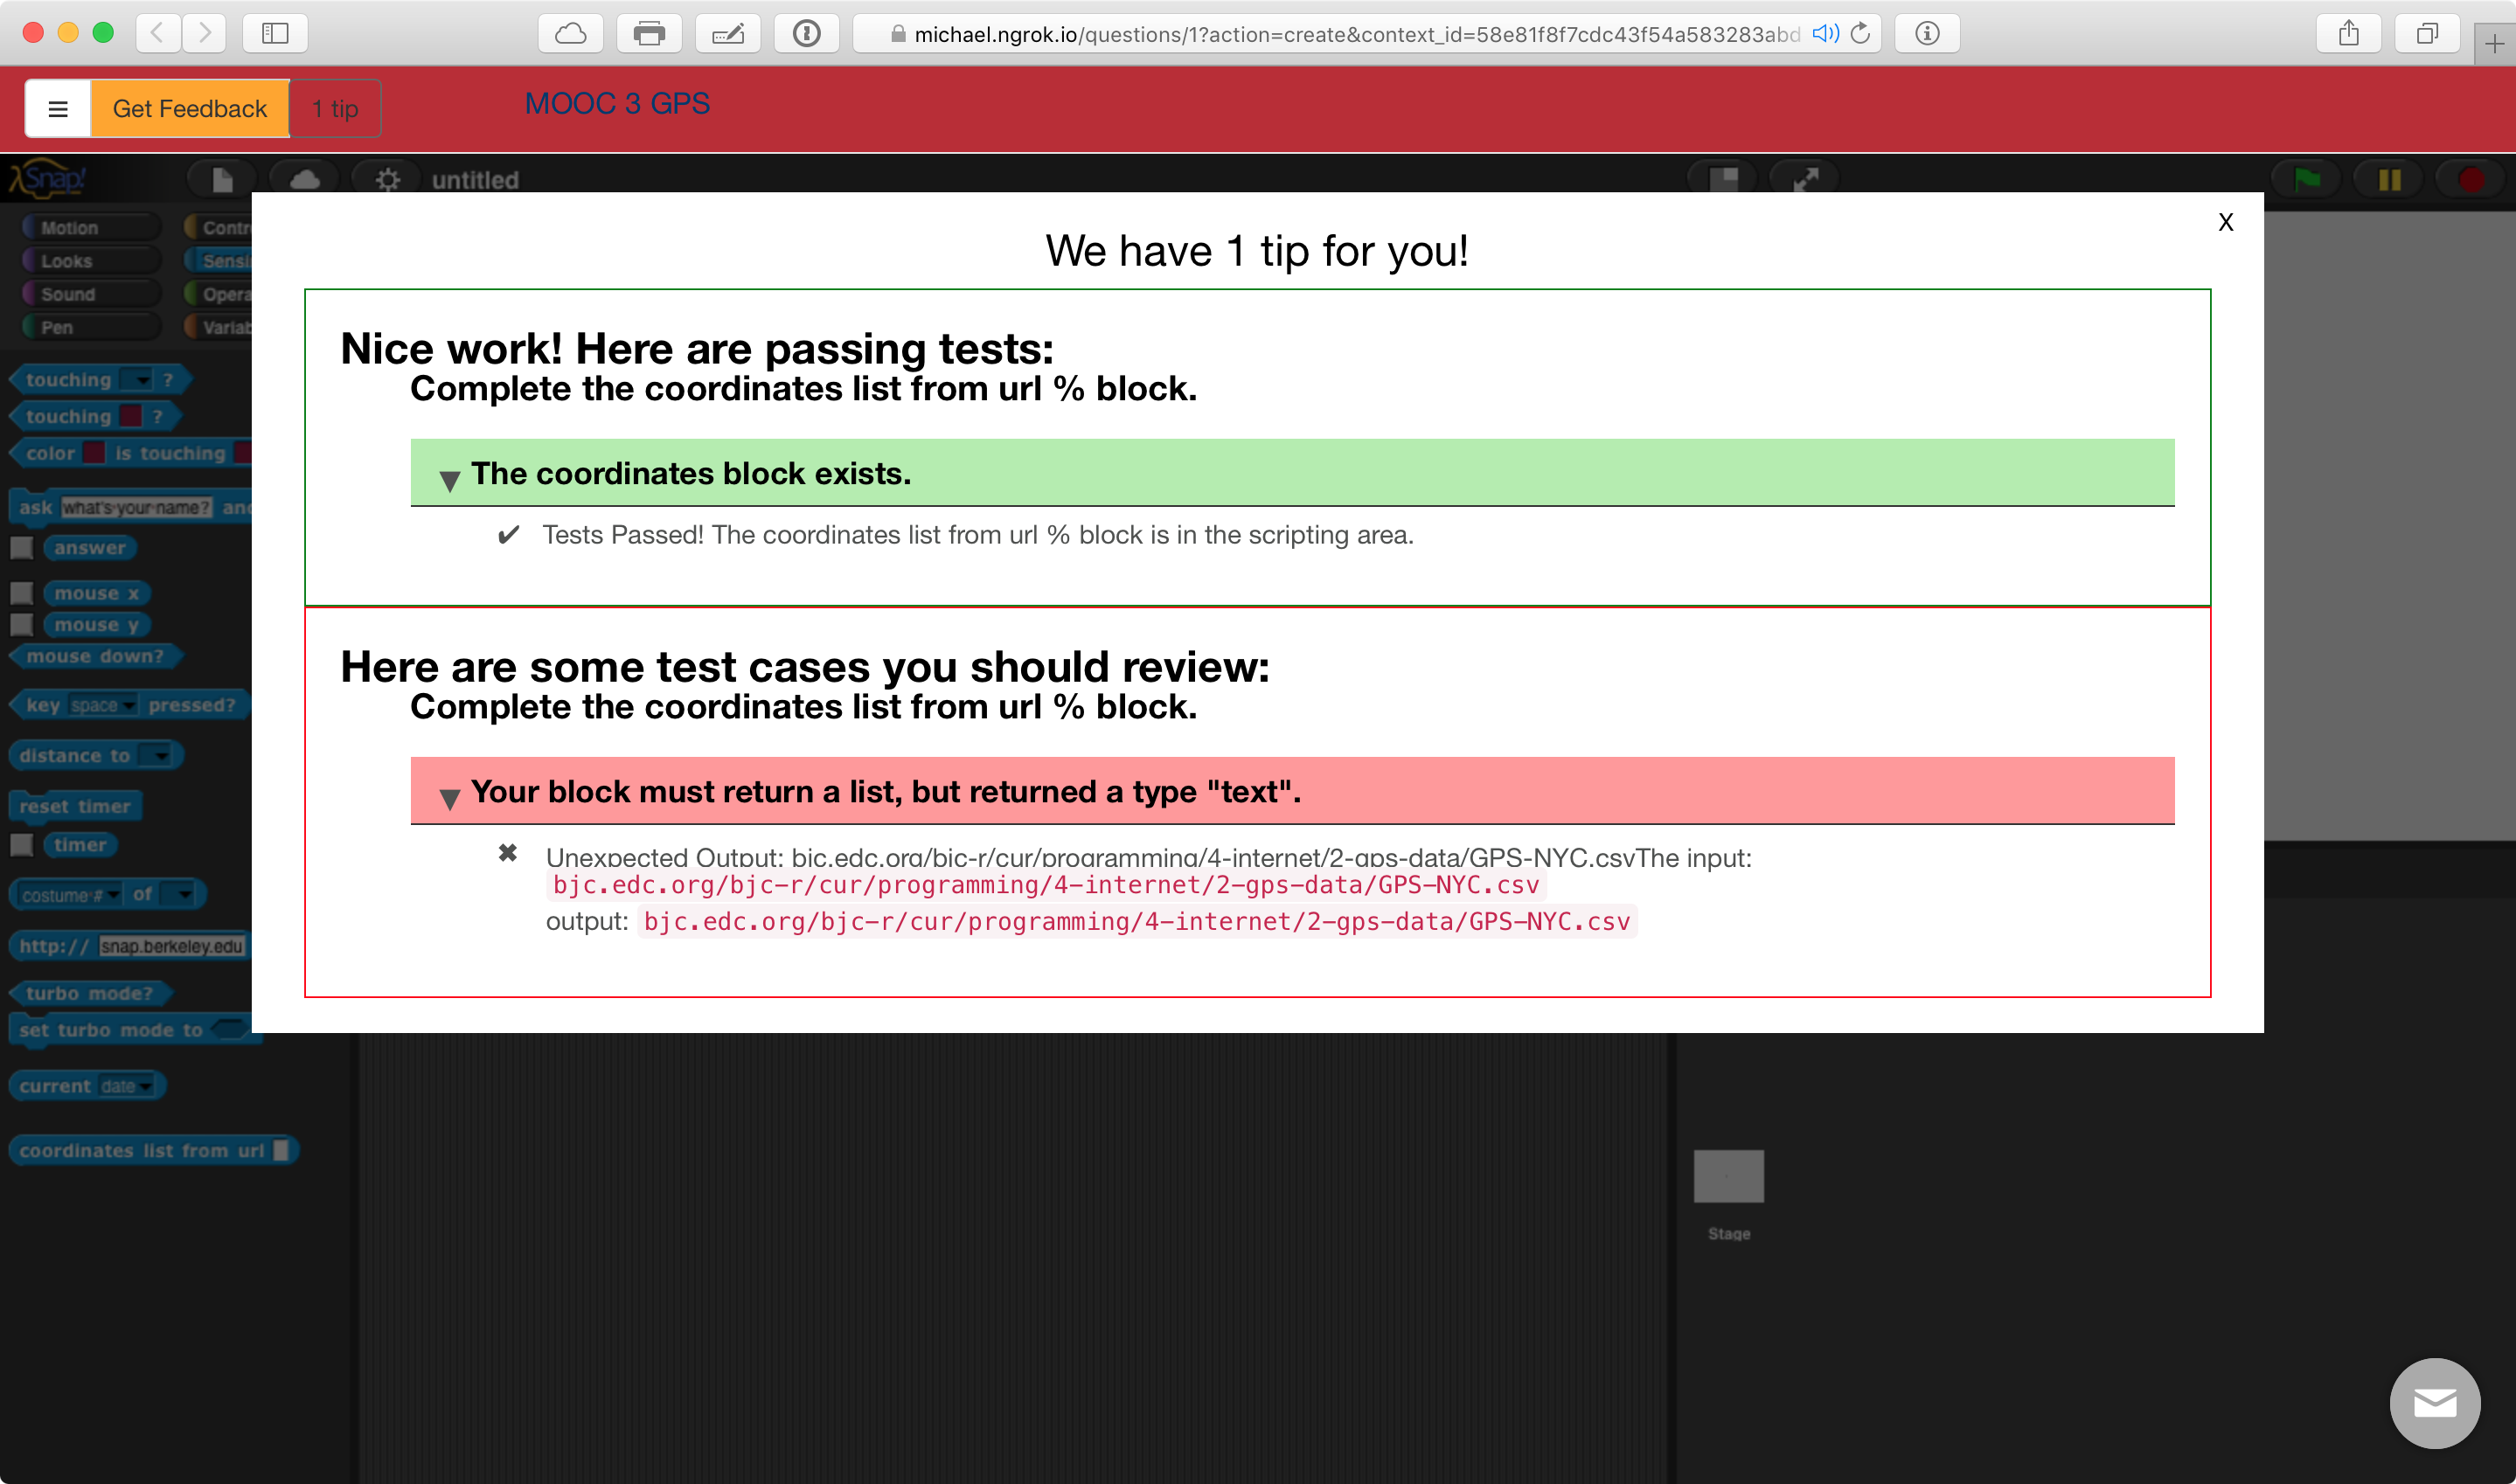 michael.ngrok.io/questions/1?action=create&context_id=58e81f8f7cdc43f54a583283abd
Get Feedback
1 tip
MOOC 3 GPS
Snap!
untitled
Motion
Contr
Looks
Sensi
Sound
Opera
Pen
Variab
touching ?
touching ?
color is touching
ask what's your name? and
answer
mouse x
mouse y
mouse down?
key space pressed?
distance to
reset timer
timer
costume # of
http:// snap.berkeley.edu
turbo mode?
set turbo mode to
current date
coordinates list from url
X
We have 1 tip for you!
Nice work! Here are passing tests:
Complete the coordinates list from url % block.
▼ The coordinates block exists.
✔ Tests Passed! The coordinates list from url % block is in the scripting area.
Here are some test cases you should review:
Complete the coordinates list from url % block.
▼ Your block must return a list, but returned a type "text".
✖ Unexpected Output: bjc.edc.org/bjc-r/cur/programming/4-internet/2-gps-data/GPS-NYC.csvThe input:
bjc.edc.org/bjc-r/cur/programming/4-internet/2-gps-data/GPS-NYC.csv
output: bjc.edc.org/bjc-r/cur/programming/4-internet/2-gps-data/GPS-NYC.csv
Stage